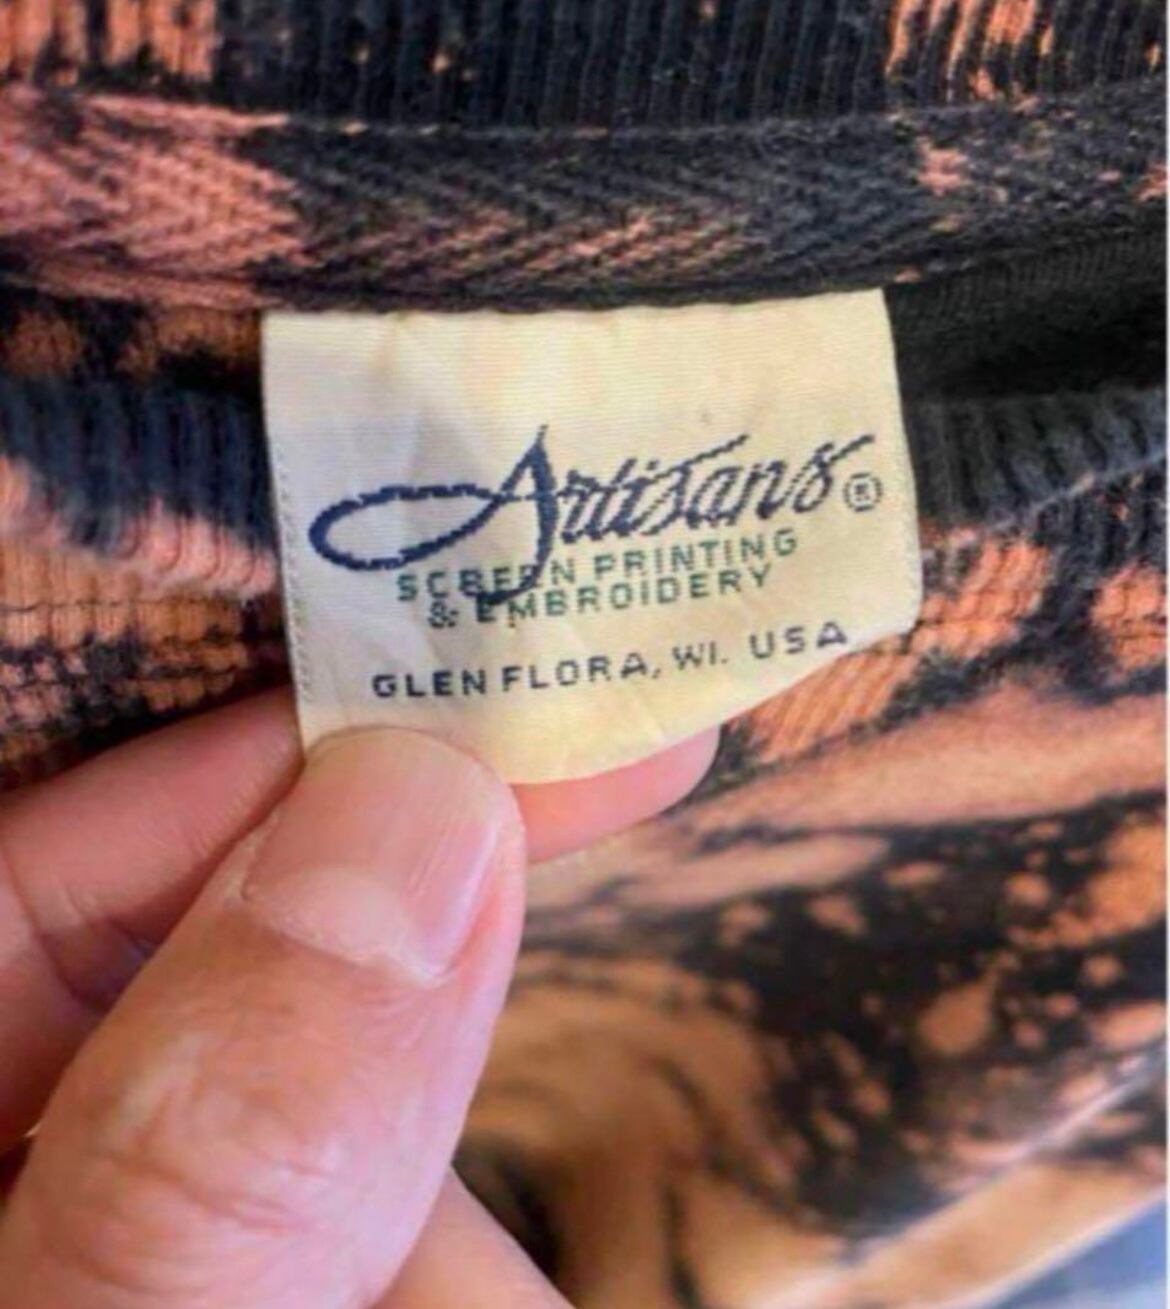 Artisans®
SCREEN PRINTING
& EMBROIDERY
GLEN FLORA, WI. USA